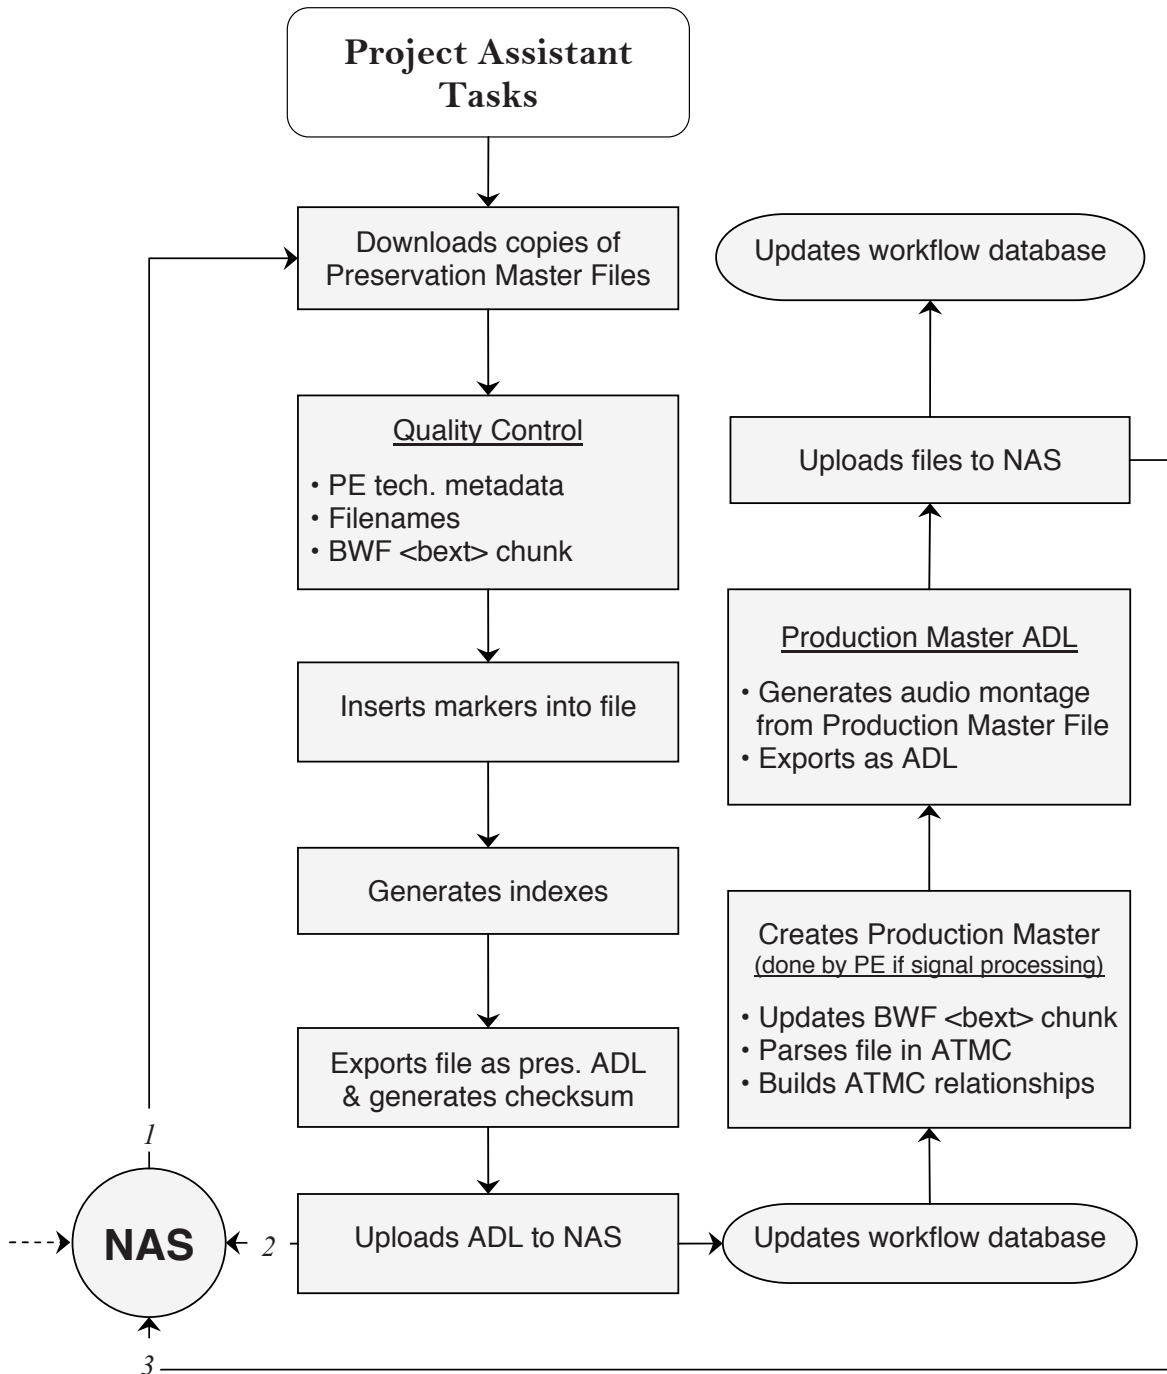 Project Assistant
Tasks
Downloads copies of
Preservation Master Files
Quality Control
• PE tech. metadata
• Filenames
• BWF <bext> chunk
Inserts markers into file
Generates indexes
Exports file as pres. ADL
& generates checksum
Uploads ADL to NAS
1
NAS
2
3
Updates workflow database
Creates Production Master
(done by PE if signal processing)
• Updates BWF <bext> chunk
• Parses file in ATMC
• Builds ATMC relationships
Production Master ADL
• Generates audio montage
from Production Master File
• Exports as ADL
Uploads files to NAS
Updates workflow database